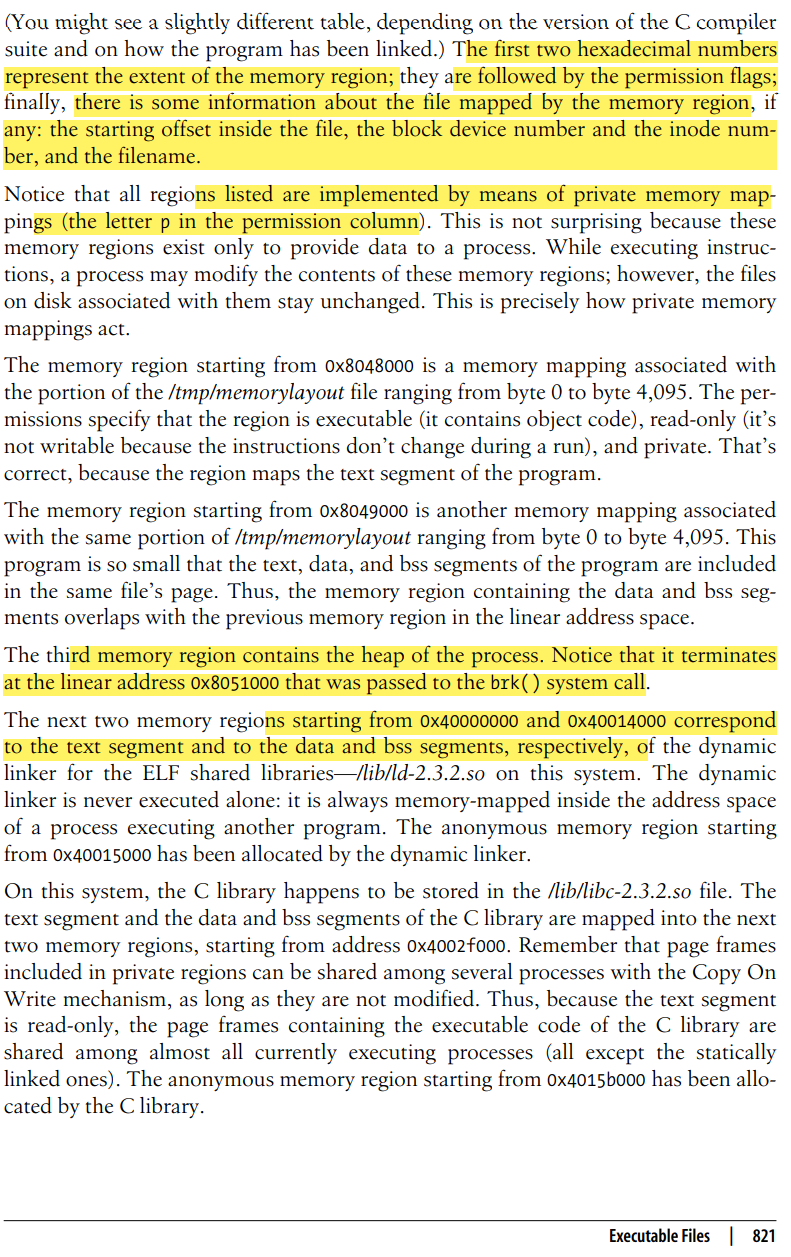 (You might see a slightly different table, depending on the version of the C compiler
suite and on how the program has been linked.) The first two hexadecimal numbers
represent the extent of the memory region; they are followed by the permission flags;
finally, there is some information about the file mapped by the memory region, if
any: the starting offset inside the file, the block device number and the inode num-
ber, and the filename.
Notice that all regions listed are implemented by means of private memory map-
pings (the letter p in the permission column). This is not surprising because these
memory regions exist only to provide data to a process. While executing instruc-
tions, a process may modify the contents of these memory regions; however, the files
on disk associated with them stay unchanged. This is precisely how private memory
mappings act.
The memory region starting from 0x8048000 is a memory mapping associated with
the portion of the /tmp/memorylayout file ranging from byte 0 to byte 4,095. The per-
missions specify that the region is executable (it contains object code), read-only (it’s
not writable because the instructions don’t change during a run), and private. That’s
correct, because the region maps the text segment of the program.
The memory region starting from 0x8049000 is another memory mapping associated
with the same portion of /tmp/memorylayout ranging from byte 0 to byte 4,095. This
program is so small that the text, data, and bss segments of the program are included
in the same file’s page. Thus, the memory region containing the data and bss seg-
ments overlaps with the previous memory region in the linear address space.
The third memory region contains the heap of the process. Notice that it terminates
at the linear address 0x8051000 that was passed to the brk() system call.
The next two memory regions starting from 0x40000000 and 0x40014000 correspond
to the text segment and to the data and bss segments, respectively, of the dynamic
linker for the ELF shared libraries—/lib/ld-2.3.2.so on this system. The dynamic
linker is never executed alone: it is always memory-mapped inside the address space
of a process executing another program. The anonymous memory region starting
from 0x40015000 has been allocated by the dynamic linker.
On this system, the C library happens to be stored in the /lib/libc-2.3.2.so file. The
text segment and the data and bss segments of the C library are mapped into the next
two memory regions, starting from address 0x4002f000. Remember that page frames
included in private regions can be shared among several processes with the Copy On
Write mechanism, as long as they are not modified. Thus, because the text segment
is read-only, the page frames containing the executable code of the C library are
shared among almost all currently executing processes (all except the statically
linked ones). The anonymous memory region starting from 0x4015b000 has been allo-
cated by the C library.
Executable Files | 821